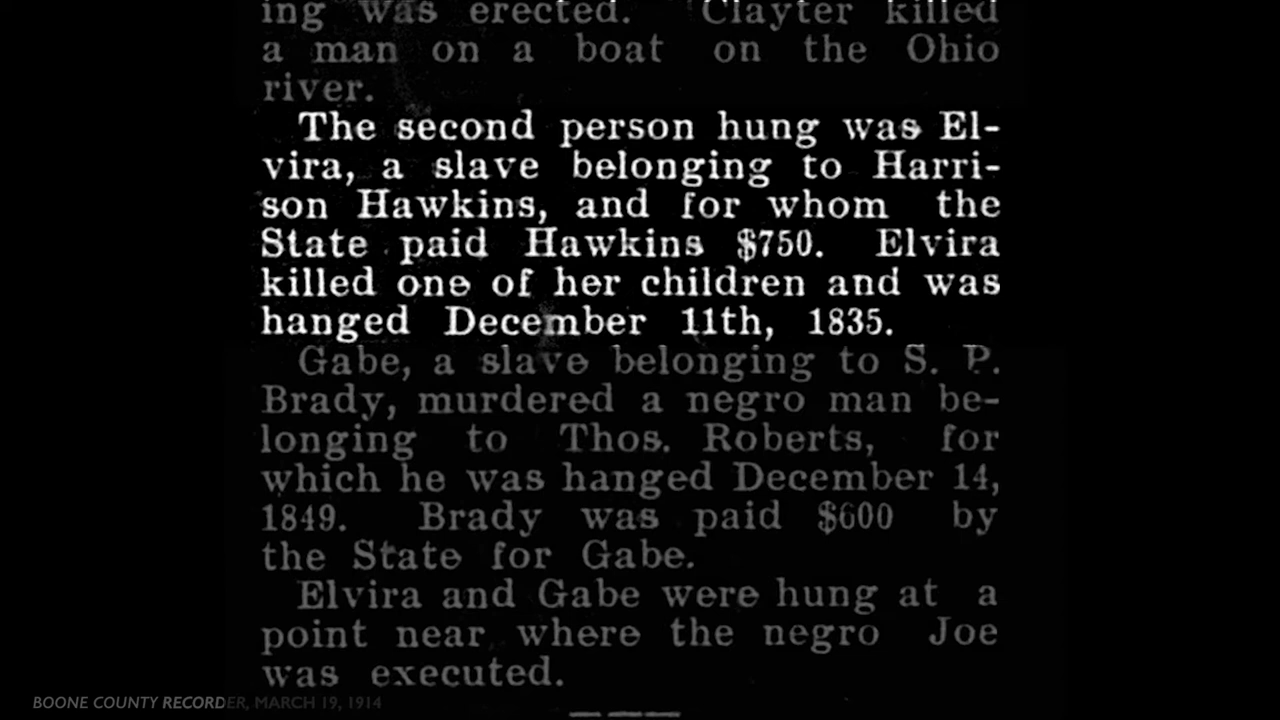 ing was erected. Clayter killed
a man on a boat on the Ohio
river.
The second person hung was El-
vira, a slave belonging to Harri-
son Hawkins, and for whom the
State paid Hawkins $750. Elvira
killed one of her children and was
hanged December 11th, 1835.
Gabe, a slave belonging to S. P.
Brady, murdered a negro man be-
longing to Thos. Roberts, for
which he was hanged December 14,
1849. Brady was paid $600 by
the State for Gabe.
Elvira and Gabe were hung at a
point near where the negro Joe
was executed.
BOONE COUNTY RECORDER, MARCH 19, 1914